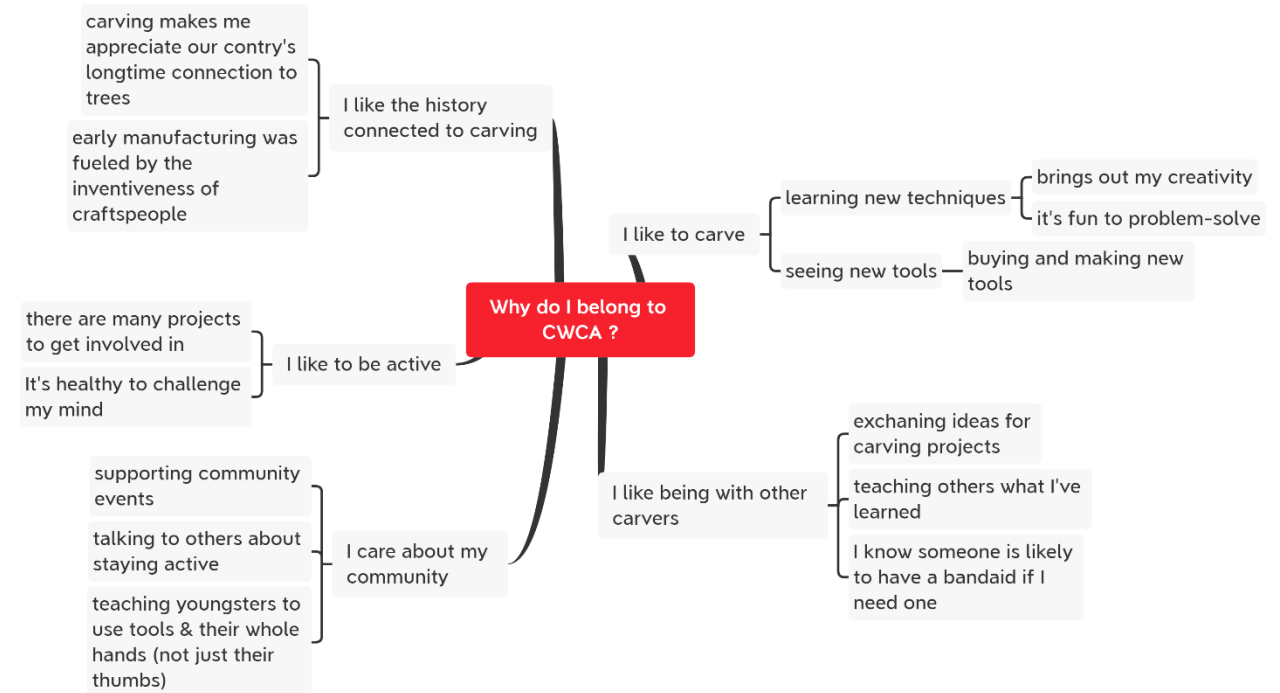 Why do I belong to
CWCA ?
I like the history
connected to carving
carving makes me
appreciate our contry's
longtime connection to
trees
early manufacturing was
fueled by the
inventiveness of
craftspeople
I like to be active
there are many projects
to get involved in
It's healthy to challenge
my mind
I care about my
community
supporting community
events
talking to others about
staying active
teaching youngsters to
use tools & their whole
hands (not just their
thumbs)
I like to carve
learning new techniques
brings out my creativity
it's fun to problem-solve
seeing new tools
buying and making new
tools
I like being with other
carvers
exchaning ideas for
carving projects
teaching others what I've
learned
I know someone is likely
to have a bandaid if I
need one